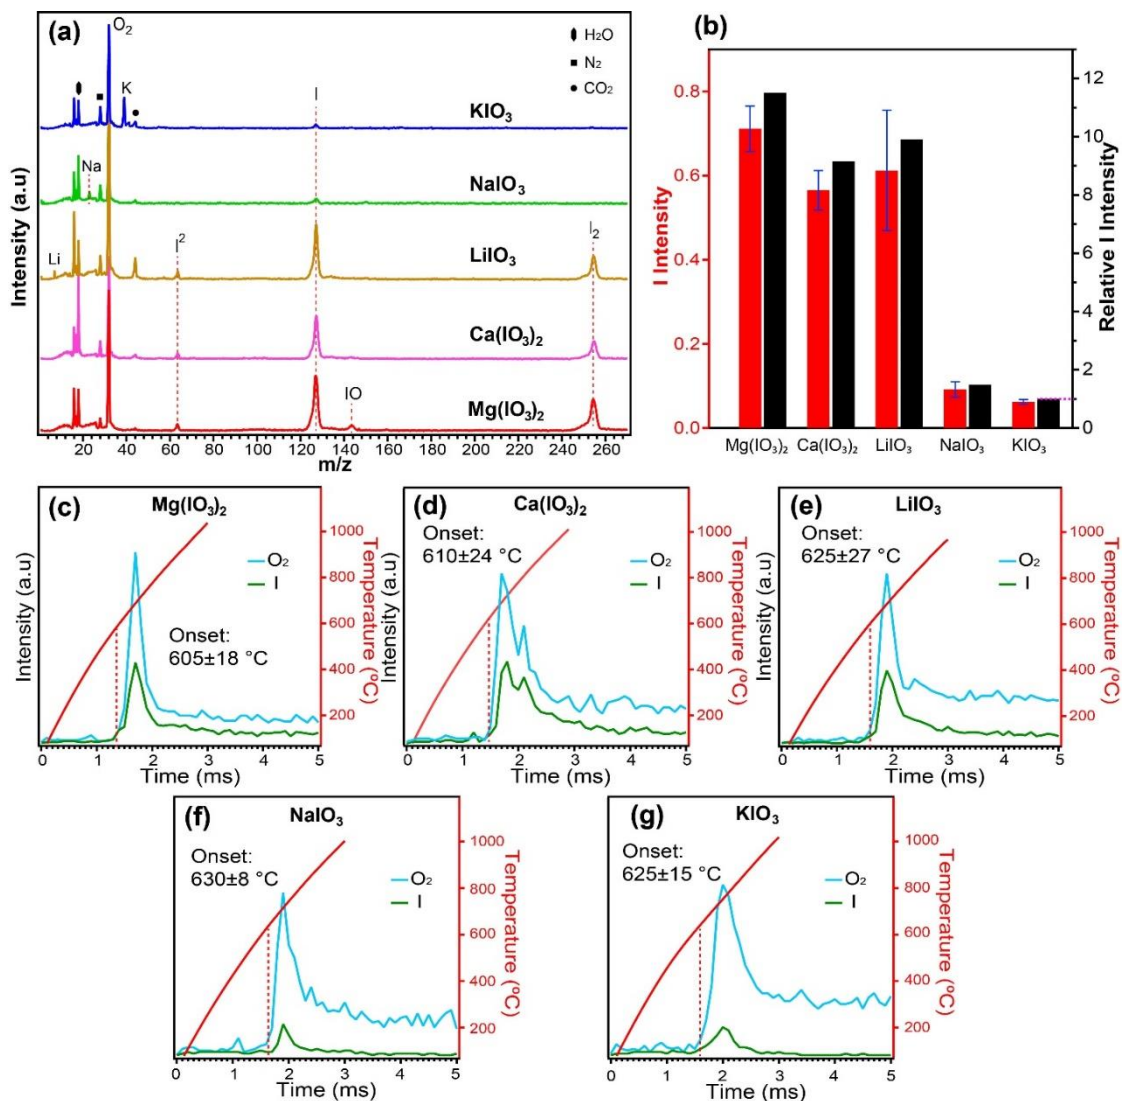 (a)
O₂
H₂O
N₂
CO₂
K
I
KIO₃
Na
NaIO₃
Li
I²
I₂
LiIO₃
Ca(IO₃)₂
IO
Mg(IO₃)₂
Intensity (a.u)
0 20 40 60 80 100 120 140 160 180 200 220 240 260
m/z
(b)
0.8
0.6
0.4
0.2
0.0
I Intensity
12
10
8
6
4
2
1
0
Relative I Intensity
Mg(IO₃)₂ Ca(IO₃)₂ LiIO₃ NaIO₃ KIO₃
(c)
Mg(IO₃)₂
Onset:
605±18 °C
O₂
I
Intensity (a.u)
1000
800
600
400
200
Temperature (ºC)
0 1 2 3 4 5
Time (ms)
(d)
Ca(IO₃)₂
Onset:
610±24 °C
O₂
I
Intensity (a.u)
1000
800
600
400
200
Temperature (ºC)
0 1 2 3 4 5
Time (ms)
(e)
LiIO₃
Onset:
625±27 °C
O₂
I
Intensity (a.u)
1000
800
600
400
200
Temperature (ºC)
0 1 2 3 4 5
Time (ms)
(f)
NaIO₃
Onset:
630±8 °C
O₂
I
1000
800
600
400
200
Temperature (ºC)
0 1 2 3 4 5
Time (ms)
(g)
KIO₃
Onset:
625±15 °C
O₂
I
1000
800
600
400
200
Temperature (ºC)
0 1 2 3 4 5
Time (ms)